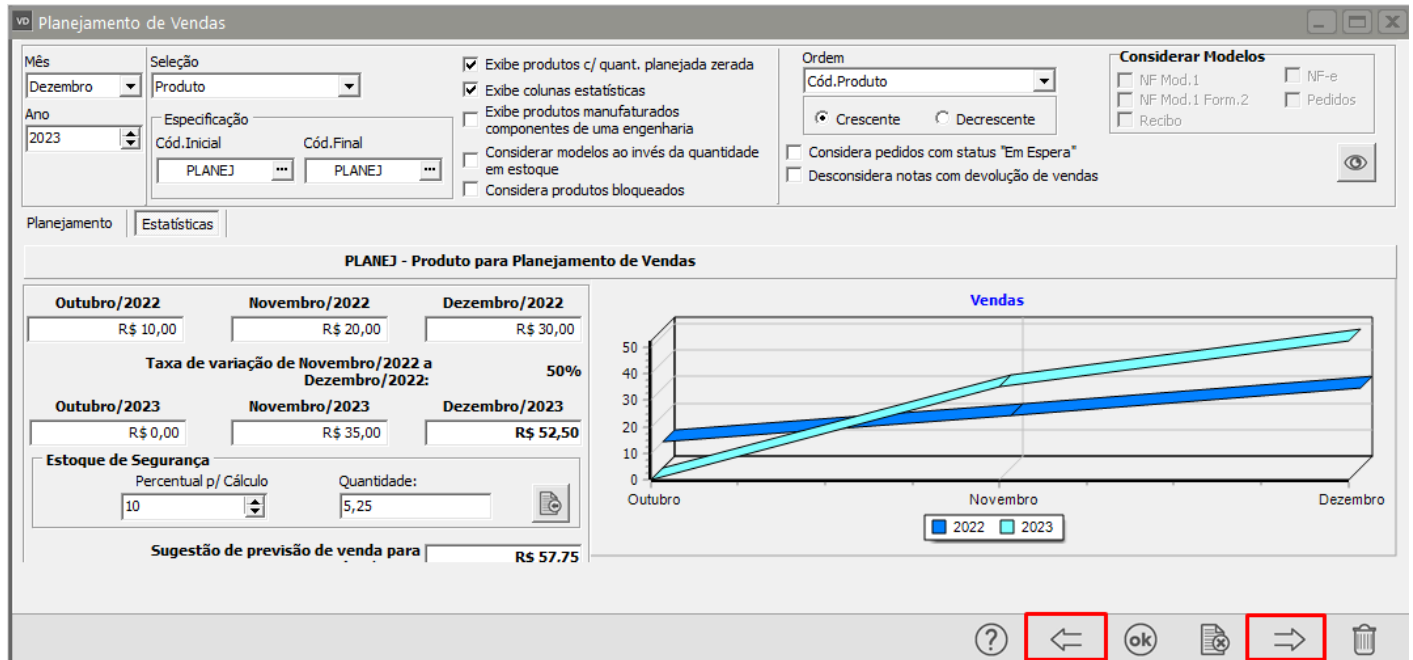 VD Planejamento de Vendas
Mês
Dezembro
Ano
2023
Seleção
Produto
Especificação
Cód.Inicial Cód.Final
PLANEJ ... PLANEJ ...
Exibe produtos c/ quant. planejada zerada
Exibe colunas estatísticas
Exibe produtos manufaturados
componentes de uma engenharia
Considerar modelos ao invés da quantidade
em estoque
Considera produtos bloqueados
Ordem
Cód.Produto
Crescente Decrescente
Considera pedidos com status "Em Espera"
Desconsidera notas com devolução de vendas
Considerar Modelos
NF Mod.1 NF-e
NF Mod.1 Form.2 Pedidos
Recibo
Planejamento Estatísticas
PLANEJ - Produto para Planejamento de Vendas
Outubro/2022 Novembro/2022 Dezembro/2022
R$ 10,00 R$ 20,00 R$ 30,00
Taxa de variação de Novembro/2022 a
Dezembro/2022:
50%
Outubro/2023 Novembro/2023 Dezembro/2023
R$ 0,00 R$ 35,00 R$ 52,50
Estoque de Segurança
Percentual p/ Cálculo Quantidade:
10 5,25
Sugestão de previsão de venda para
R$ 57,75
Vendas
50
40
30
20
10
0
Outubro Novembro Dezembro
2022 2023
? ok